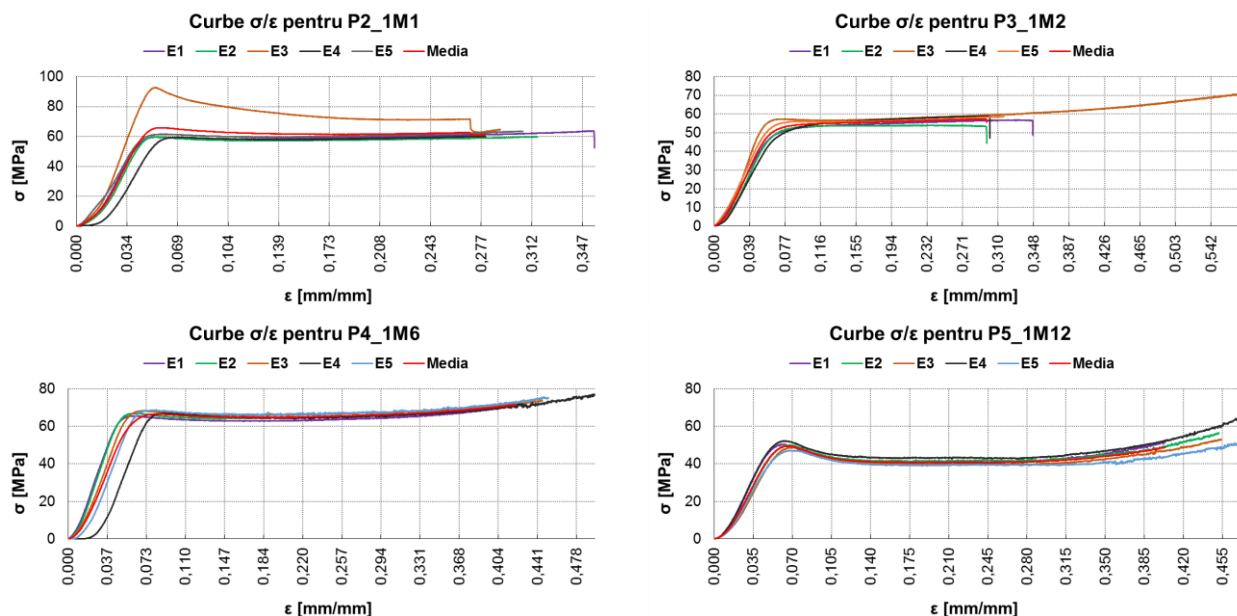 Curbe σ/ε pentru P2_1M1
E1 E2 E3 E4 E5 Media
σ [MPa]
100
80
60
40
20
0
0,000 0,034 0,069 0,104 0,139 0,173 0,208 0,243 0,277 0,312 0,347
ε [mm/mm]
Curbe σ/ε pentru P3_1M2
E1 E2 E3 E4 E5 Media
σ [MPa]
80
70
60
50
40
30
20
10
0
0,000 0,039 0,077 0,116 0,155 0,194 0,232 0,271 0,310 0,348 0,387 0,426 0,465 0,503 0,542
ε [mm/mm]
Curbe σ/ε pentru P4_1M6
E1 E2 E3 E4 E5 Media
σ [MPa]
80
60
40
20
0
0,000 0,037 0,073 0,110 0,147 0,184 0,220 0,257 0,294 0,331 0,368 0,404 0,441 0,478
ε [mm/mm]
Curbe σ/ε pentru P5_1M12
E1 E2 E3 E4 E5 Media
σ [MPa]
80
60
40
20
0
0,000 0,035 0,070 0,105 0,140 0,175 0,210 0,245 0,280 0,315 0,350 0,385 0,420 0,455
ε [mm/mm]